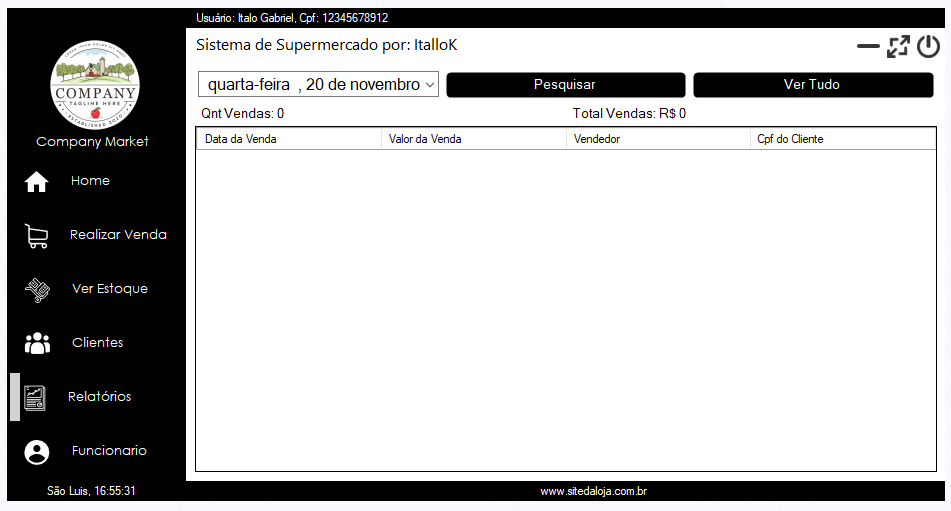 Usuário: Italo Gabriel, Cpf: 12345678912
Sistema de Supermercado por: ItalloK
COMPANY
TAGLINE HERE
Company Market
quarta-feira , 20 de novembro
Pesquisar
Ver Tudo
Qnt Vendas: 0
Total Vendas: R$ 0
Data da Venda
Valor da Venda
Vendedor
Cpf do Cliente
Home
Realizar Venda
Ver Estoque
Clientes
Relatórios
Funcionario
São Luis, 16:55:31
www.sitedaloja.com.br